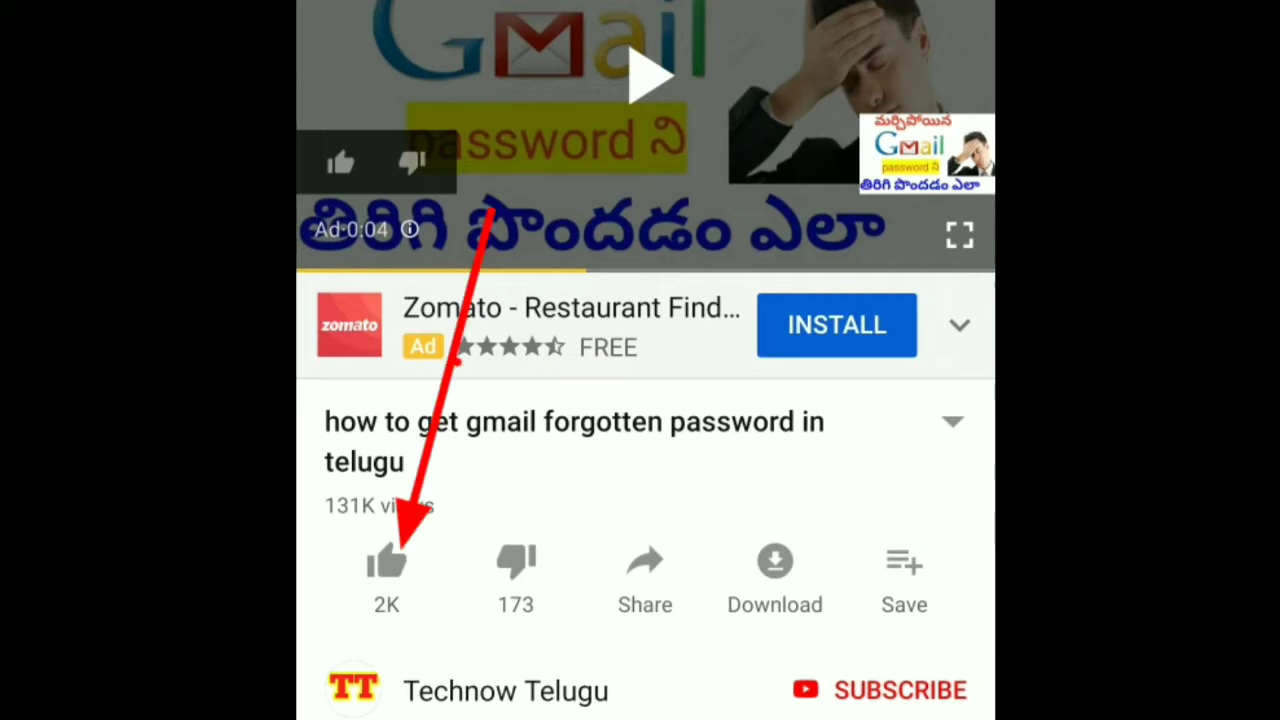 Gmail
password ని
తిరిగి పొందడం ఎలా
మర్చిపోయిన
Gmail
password ని
తిరిగి పొందడం ఎలా
Ad·0:04
zomato
Zomato - Restaurant Find...
Ad
FREE
INSTALL
how to get gmail forgotten password in
telugu
131K views
2K
173
Share
Download
Save
TT
Technow Telugu
SUBSCRIBE